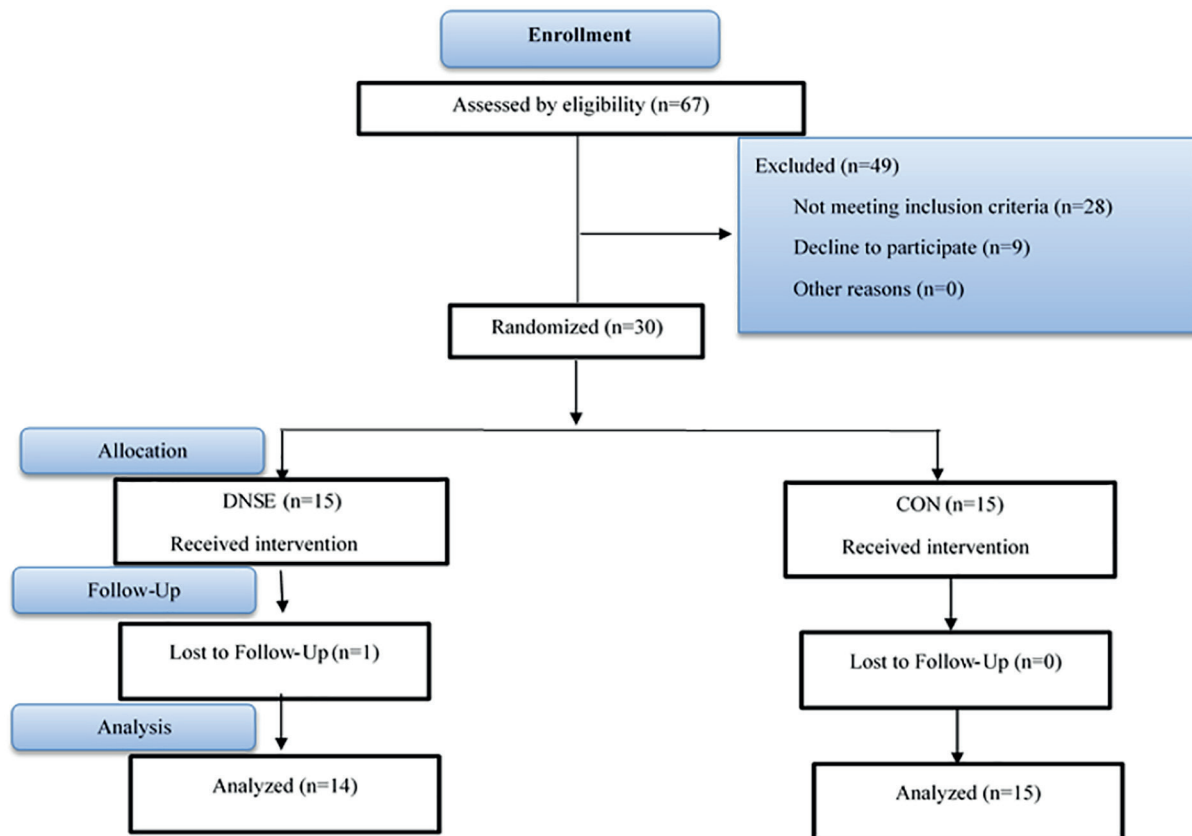 Enrollment
Assessed by eligibility (n=67)
Excluded (n=49)
Not meeting inclusion criteria (n=28)
Decline to participate (n=9)
Other reasons (n=0)
Randomized (n=30)
Allocation
DNSE (n=15)
Received intervention
CON (n=15)
Received intervention
Follow-Up
Lost to Follow-Up (n=1)
Lost to Follow-Up (n=0)
Analysis
Analyzed (n=14)
Analyzed (n=15)